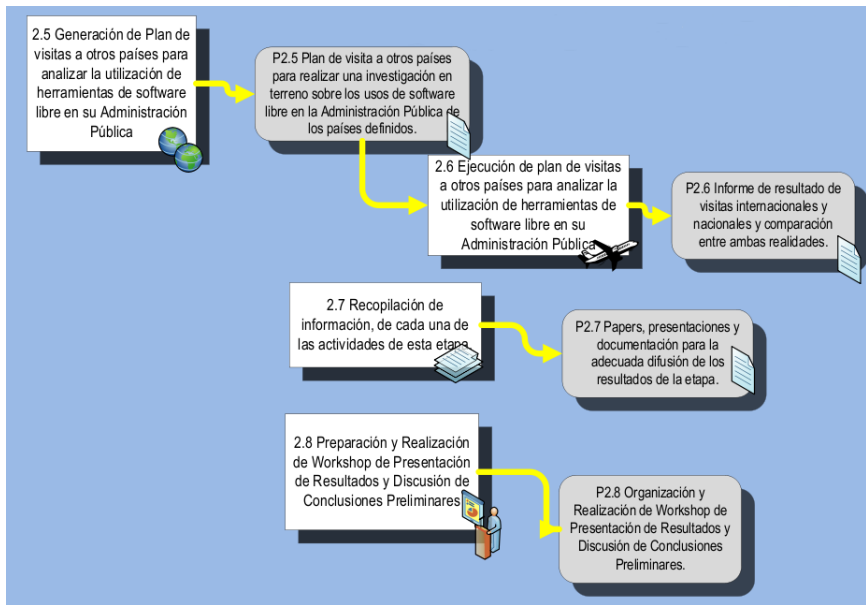 2.5 Generación de Plan de
visitas a otros países para
analizar la utilización de
herramientas de software
libre en su Administración
Pública
P2.5 Plan de visita a otros países
para realizar una investigación en
terreno sobre los usos de software
libre en la Administración Pública de
los países definidos.
2.6 Ejecución de plan de visitas
a otros países para analizar la
utilización de herramientas de
software libre en su
Administración Pública
P2.6 Informe de resultado de
visitas internacionales y
nacionales y comparación
entre ambas realidades.
2.7 Recopilación de
información, de cada una de
las actividades de esta etapa
P2.7 Papers, presentaciones y
documentación para la
adecuada difusión de los
resultados de la etapa.
2.8 Preparación y Realización
de Workshop de Presentación
de Resultados y Discusión de
Conclusiones Preliminares
P2.8 Organización y
Realización de Workshop de
Presentación de Resultados y
Discusión de Conclusiones
Preliminares.